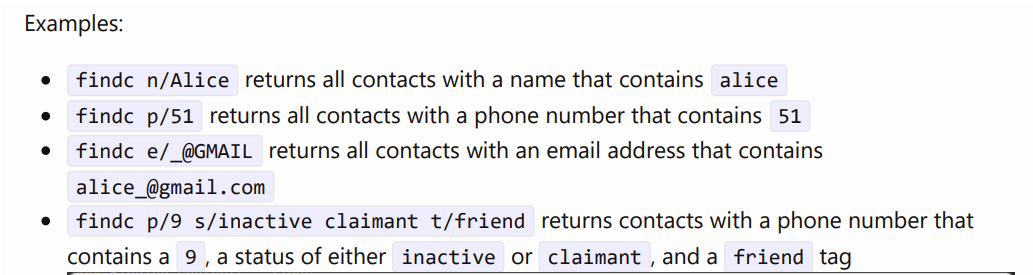 Examples:
• findc n/Alice returns all contacts with a name that contains alice
• findc p/51 returns all contacts with a phone number that contains 51
• findc e/_@GMAIL returns all contacts with an email address that contains
alice_@gmail.com
• findc p/9 s/inactive claimant t/friend returns contacts with a phone number that
contains a 9 , a status of either inactive or claimant , and a friend tag